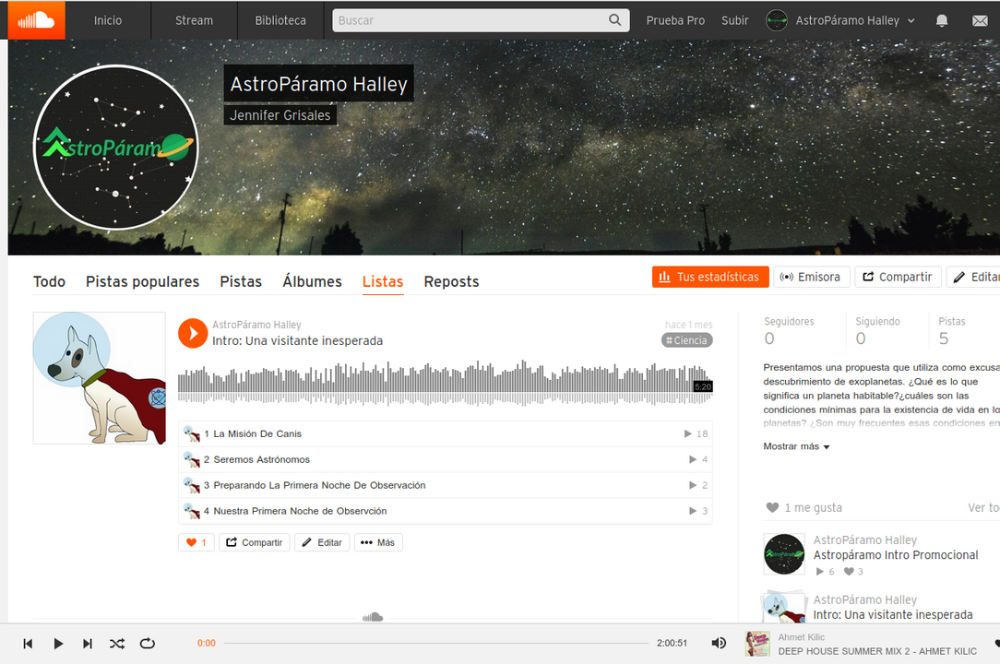 Inicio
Stream
Biblioteca
Buscar
Prueba Pro
Subir
AstroPáramo Halley
AstroPáramo Halley
Jennifer Grisales
AstroPáramo
Todo
Pistas populares
Pistas
Álbumes
Listas
Reposts
Tus estadísticas
Emisora
Compartir
Editar
AstroPáramo Halley
hace 1 mes
Intro: Una visitante inesperada
# Ciencia
5:20
1 La Misión De Canis
18
2 Seremos Astrónomos
4
3 Preparando La Primera Noche De Observación
2
4 Nuestra Primera Noche de Observción
3
1
Compartir
Editar
Más
Seguidores
0
Siguiendo
0
Pistas
5
Presentamos una propuesta que utiliza como excusa
descubrimiento de exoplanetas. ¿Qué es lo que
significa un planeta habitable?¿cuáles son las
condiciones mínimas para la existencia de vida en lo
planetas? ¿Son muy frecuentes esas condiciones en
Mostrar más
1 me gusta
Ver to
AstroPáramo Halley
Astropáramo Intro Promocional
6
3
AstroPáramo Halley
Intro: Una visitante inesperada
0:00
2:00:51
Ahmet Kilic
DEEP HOUSE SUMMER MIX 2 - AHMET KILIC